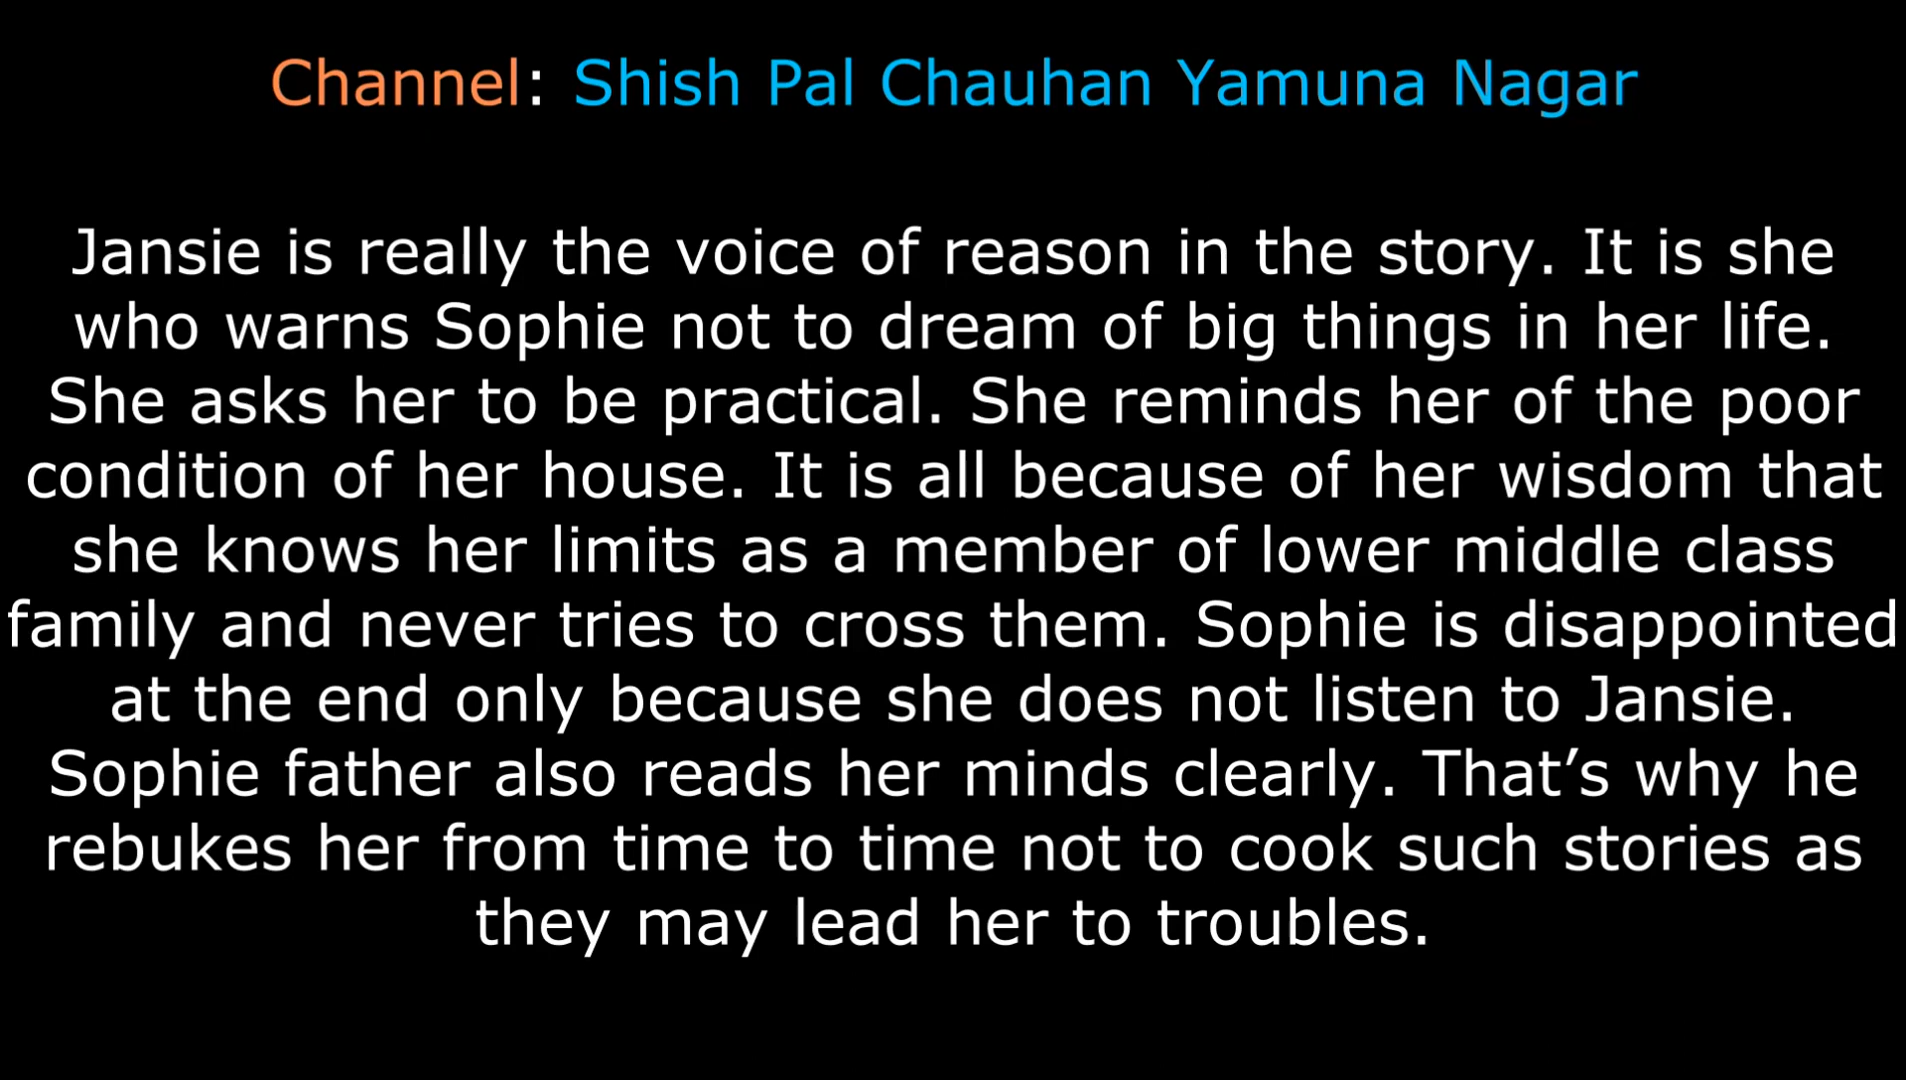 Channel: Shish Pal Chauhan Yamuna Nagar
Jansie is really the voice of reason in the story. It is she
who warns Sophie not to dream of big things in her life.
She asks her to be practical. She reminds her of the poor
condition of her house. It is all because of her wisdom that
she knows her limits as a member of lower middle class
family and never tries to cross them. Sophie is disappointed
at the end only because she does not listen to Jansie.
Sophie father also reads her minds clearly. That’s why he
rebukes her from time to time not to cook such stories as
they may lead her to troubles.